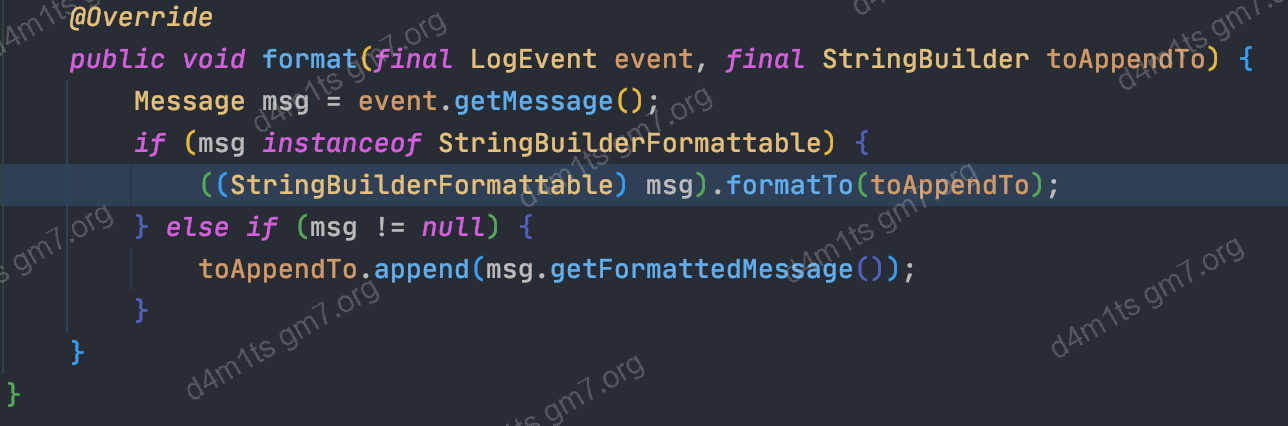 @Override
public void format(final LogEvent event, final StringBuilder toAppendTo) {
    Message msg = event.getMessage();
    if (msg instanceof StringBuilderFormattable) {
        ((StringBuilderFormattable) msg).formatTo(toAppendTo);
    } else if (msg != null) {
        toAppendTo.append(msg.getFormattedMessage());
    }
}
}
d4m1ts gm7.org
d4m1ts gm7.org
d4m1ts gm7.org
d4m1ts gm7.org
d4m1ts gm7.org
d4m1ts gm7.org
d4m1ts gm7.org
d4m1ts gm7.org
d4m1ts gm7.org